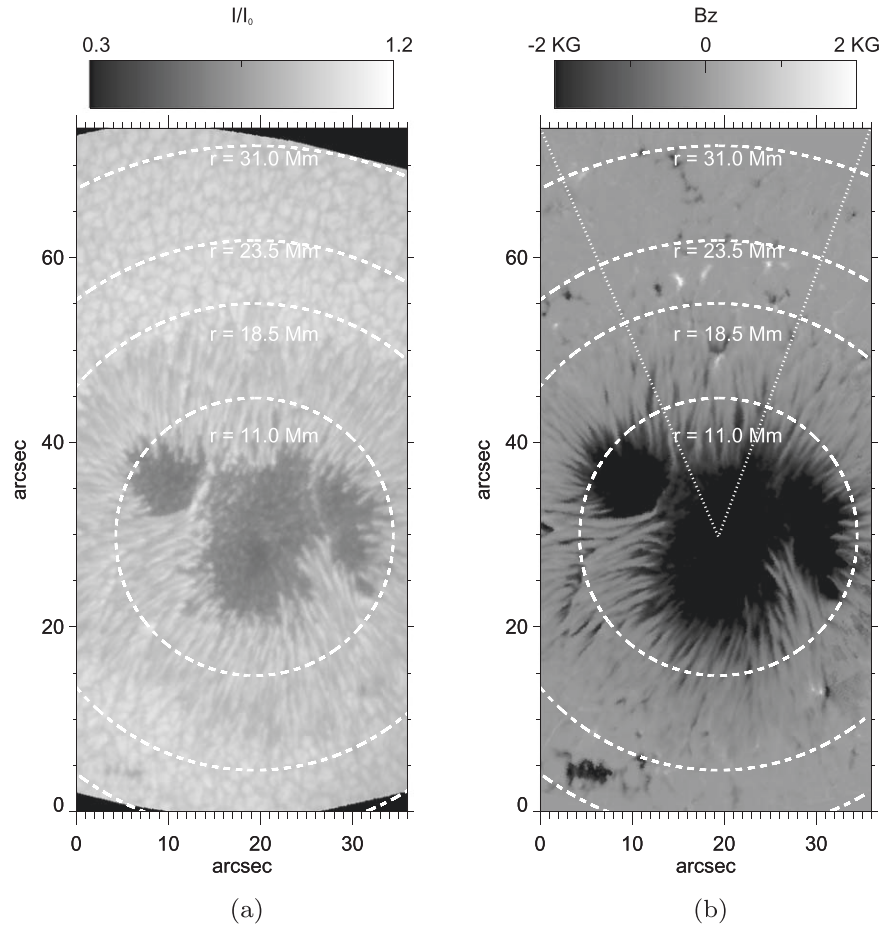 I/I₀
0.3 1.2
Bz
-2 KG 0 2 KG
r = 31.0 Mm
r = 23.5 Mm
r = 18.5 Mm
r = 11.0 Mm
60
40
20
0
arcsec
0 10 20 30
arcsec
(a)
r = 31.0 Mm
r = 23.5 Mm
r = 18.5 Mm
r = 11.0 Mm
60
40
20
0
arcsec
0 10 20 30
arcsec
(b)